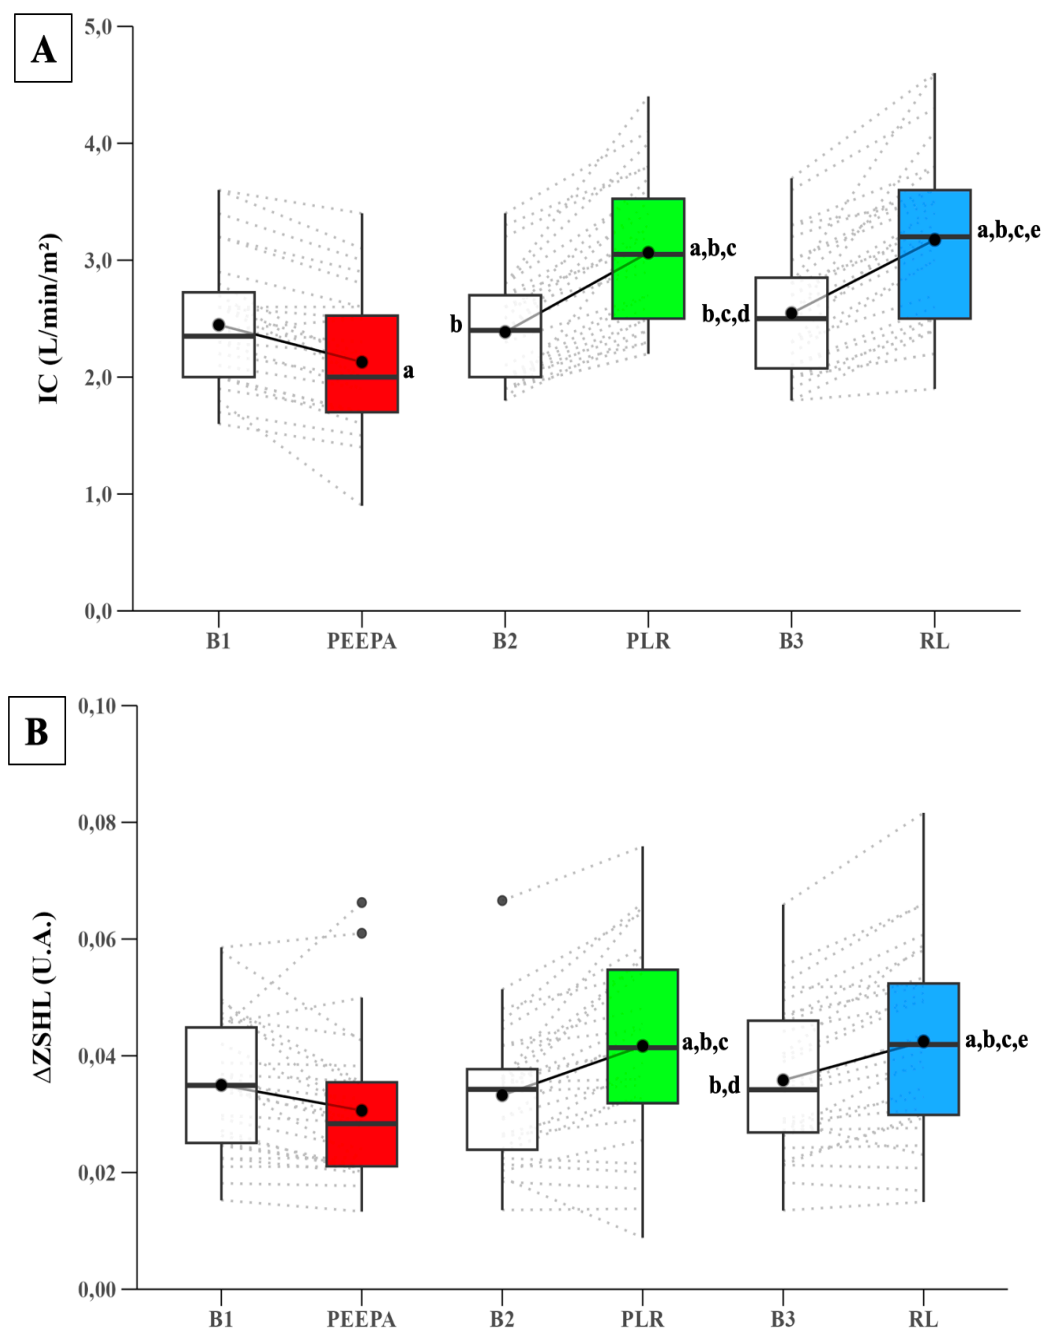 A
IC (L/min/m²)
5,0
4,0
3,0
2,0
1,0
0,0
a
b
a,b,c
b,c,d
a,b,c,e
B1 PEEPA B2 PLR B3 RL
B
ΔZSHL (U.A.)
0,10
0,08
0,06
0,04
0,02
0,00
a,b,c
b,d
a,b,c,e
B1 PEEPA B2 PLR B3 RL